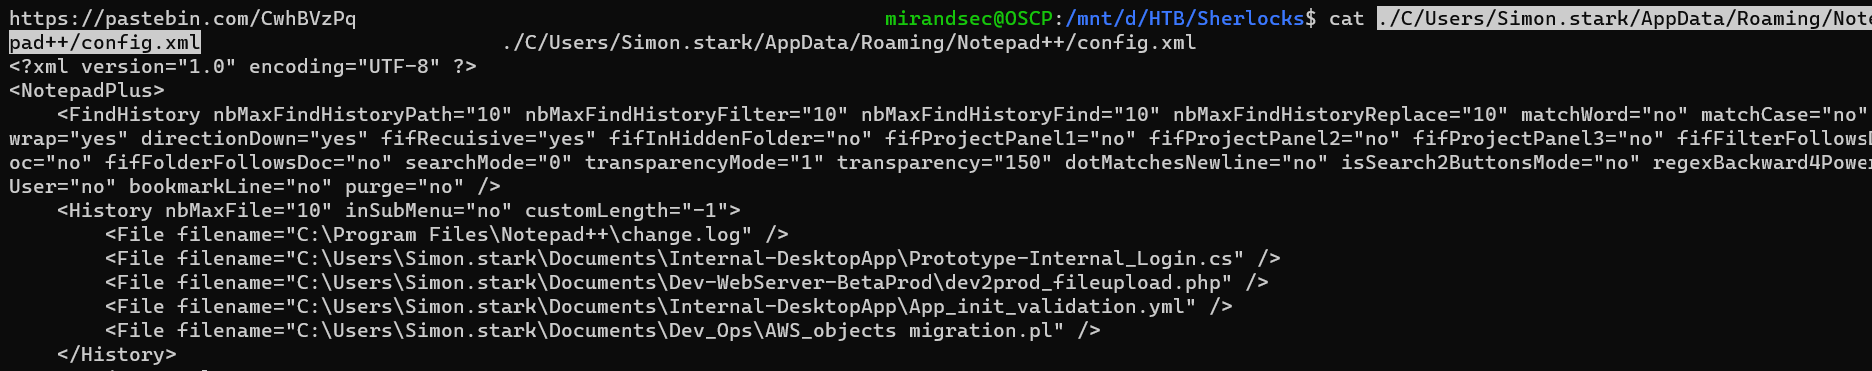 https://pastebin.com/CwhBVzPq mirandsec@OSCP:/mnt/d/HTB/Sherlocks$ cat ./C/Users/Simon.stark/AppData/Roaming/Note
pad++/config.xml ./C/Users/Simon.stark/AppData/Roaming/Notepad++/config.xml
<?xml version="1.0" encoding="UTF-8" ?>
<NotepadPlus>
    <FindHistory nbMaxFindHistoryPath="10" nbMaxFindHistoryFilter="10" nbMaxFindHistoryFind="10" nbMaxFindHistoryReplace="10" matchWord="no" matchCase="no"
wrap="yes" directionDown="yes" fifRecuisive="yes" fifInHiddenFolder="no" fifProjectPanel1="no" fifProjectPanel2="no" fifProjectPanel3="no" fifFilterFollowsD
oc="no" fifFolderFollowsDoc="no" searchMode="0" transparencyMode="1" transparency="150" dotMatchesNewline="no" isSearch2ButtonsMode="no" regexBackward4Power
User="no" bookmarkLine="no" purge="no" />
    <History nbMaxFile="10" inSubMenu="no" customLength="-1">
        <File filename="C:\Program Files\Notepad++\change.log" />
        <File filename="C:\Users\Simon.stark\Documents\Internal-DesktopApp\Prototype-Internal_Login.cs" />
        <File filename="C:\Users\Simon.stark\Documents\Dev-WebServer-BetaProd\dev2prod_fileupload.php" />
        <File filename="C:\Users\Simon.stark\Documents\Internal-DesktopApp\App_init_validation.yml" />
        <File filename="C:\Users\Simon.stark\Documents\Dev_Ops\AWS_objects migration.pl" />
    </History>